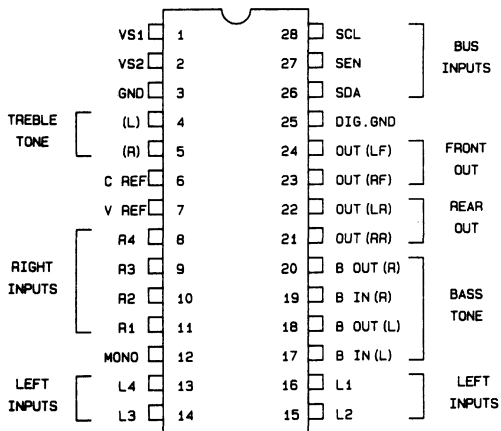 VS1 1 28 SCL
VS2 2 27 SEN BUS INPUTS
GND 3 26 SDA
TREBLE TONE (L) 4 25 DIG.GND
(R) 5 24 OUT (LF) FRONT OUT
C REF 6 23 OUT (RF)
V REF 7 22 OUT (LR) REAR OUT
R4 8 21 OUT (RR)
RIGHT INPUTS R3 9 20 B OUT (R)
R2 10 19 B IN (R) BASS TONE
R1 11 18 B OUT (L)
MONO 12 17 B IN (L)
LEFT INPUTS L4 13 16 L1 LEFT INPUTS
L3 14 15 L2